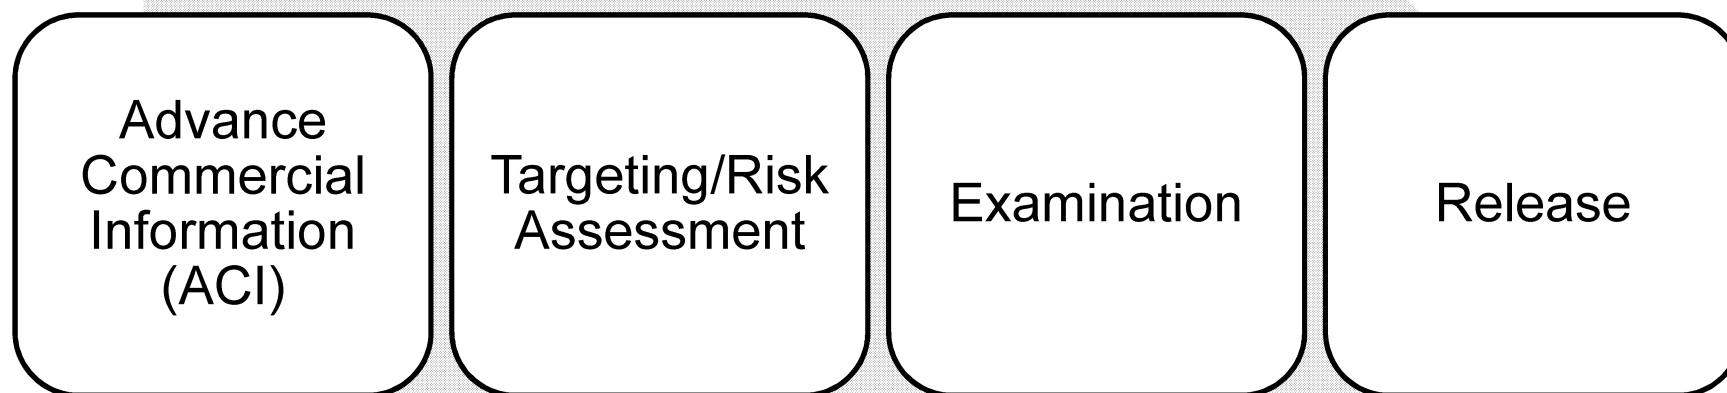 Advance
Commercial
Information
(ACI)
Targeting/Risk
Assessment
Examination
Release